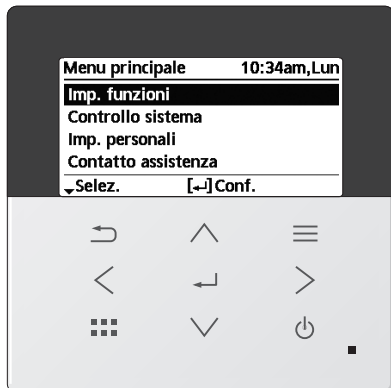 Menu principale 10:34am,Lun
Imp. funzioni
Controllo sistema
Imp. personali
Contatto assistenza
Selez. [↵]Conf.